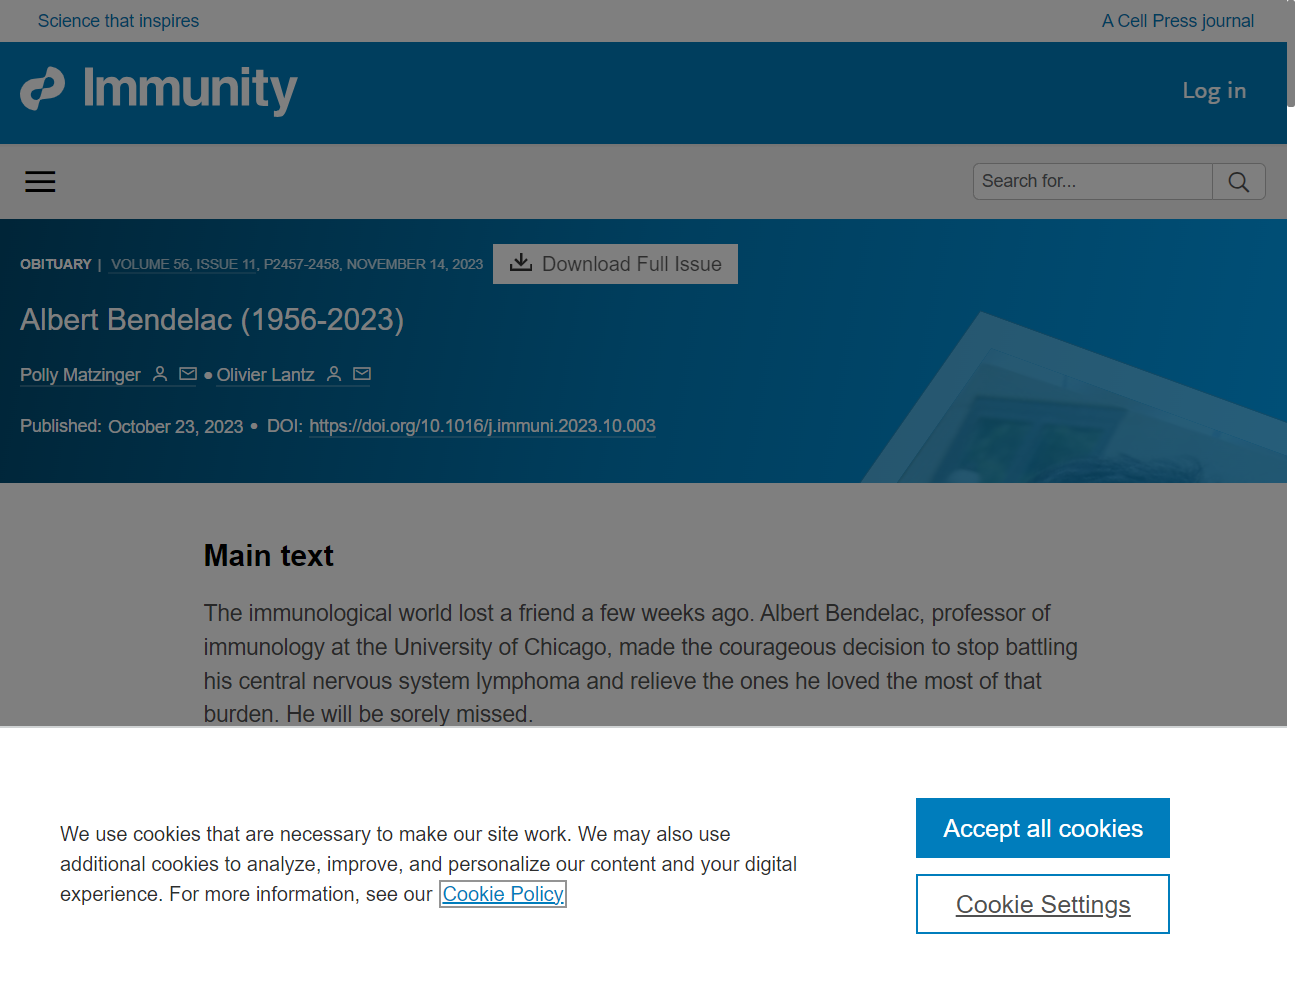 Science that inspires
A Cell Press journal
Immunity
Log in
Search for...
OBITUARY | VOLUME 56, ISSUE 11, P2457-2458, NOVEMBER 14, 2023
Download Full Issue
Albert Bendelac (1956-2023)
Polly Matzinger • Olivier Lantz
Published: October 23, 2023 • DOI: https://doi.org/10.1016/j.immuni.2023.10.003
Main text
The immunological world lost a friend a few weeks ago. Albert Bendelac, professor of
immunology at the University of Chicago, made the courageous decision to stop battling
his central nervous system lymphoma and relieve the ones he loved the most of that
burden. He will be sorely missed.
We use cookies that are necessary to make our site work. We may also use
additional cookies to analyze, improve, and personalize our content and your digital
experience. For more information, see our Cookie Policy
Accept all cookies
Cookie Settings